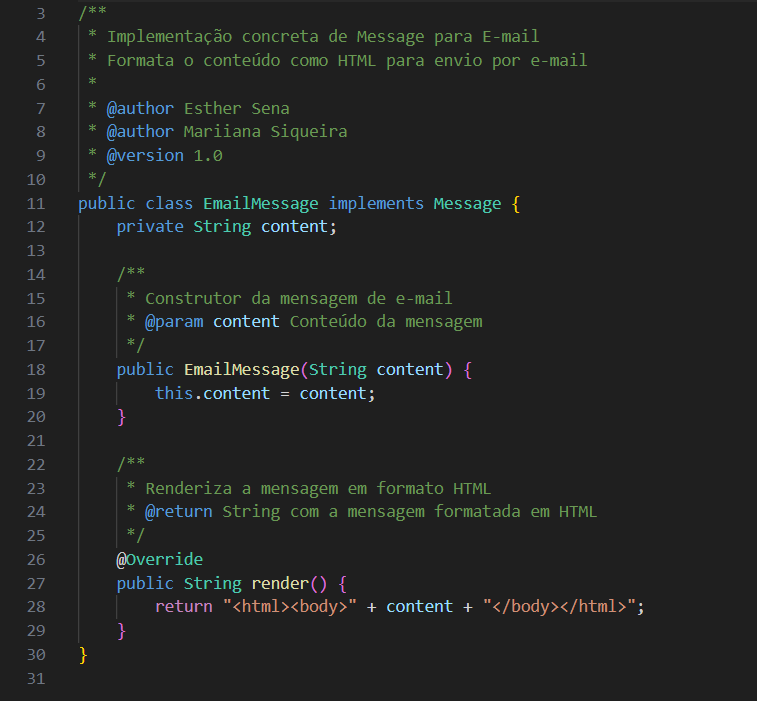 3 /**
4  * Implementação concreta de Message para E-mail
5  * Formata o conteúdo como HTML para envio por e-mail
6  *
7  * @author Esther Sena
8  * @author Mariiana Siqueira
9  * @version 1.0
10  */
11 public class EmailMessage implements Message {
12     private String content;
13
14     /**
15      * Construtor da mensagem de e-mail
16      * @param content Conteúdo da mensagem
17      */
18     public EmailMessage(String content) {
19         this.content = content;
20     }
21
22     /**
23      * Renderiza a mensagem em formato HTML
24      * @return String com a mensagem formatada em HTML
25      */
26     @Override
27     public String render() {
28         return "<html><body>" + content + "</body></html>";
29     }
30 }
31